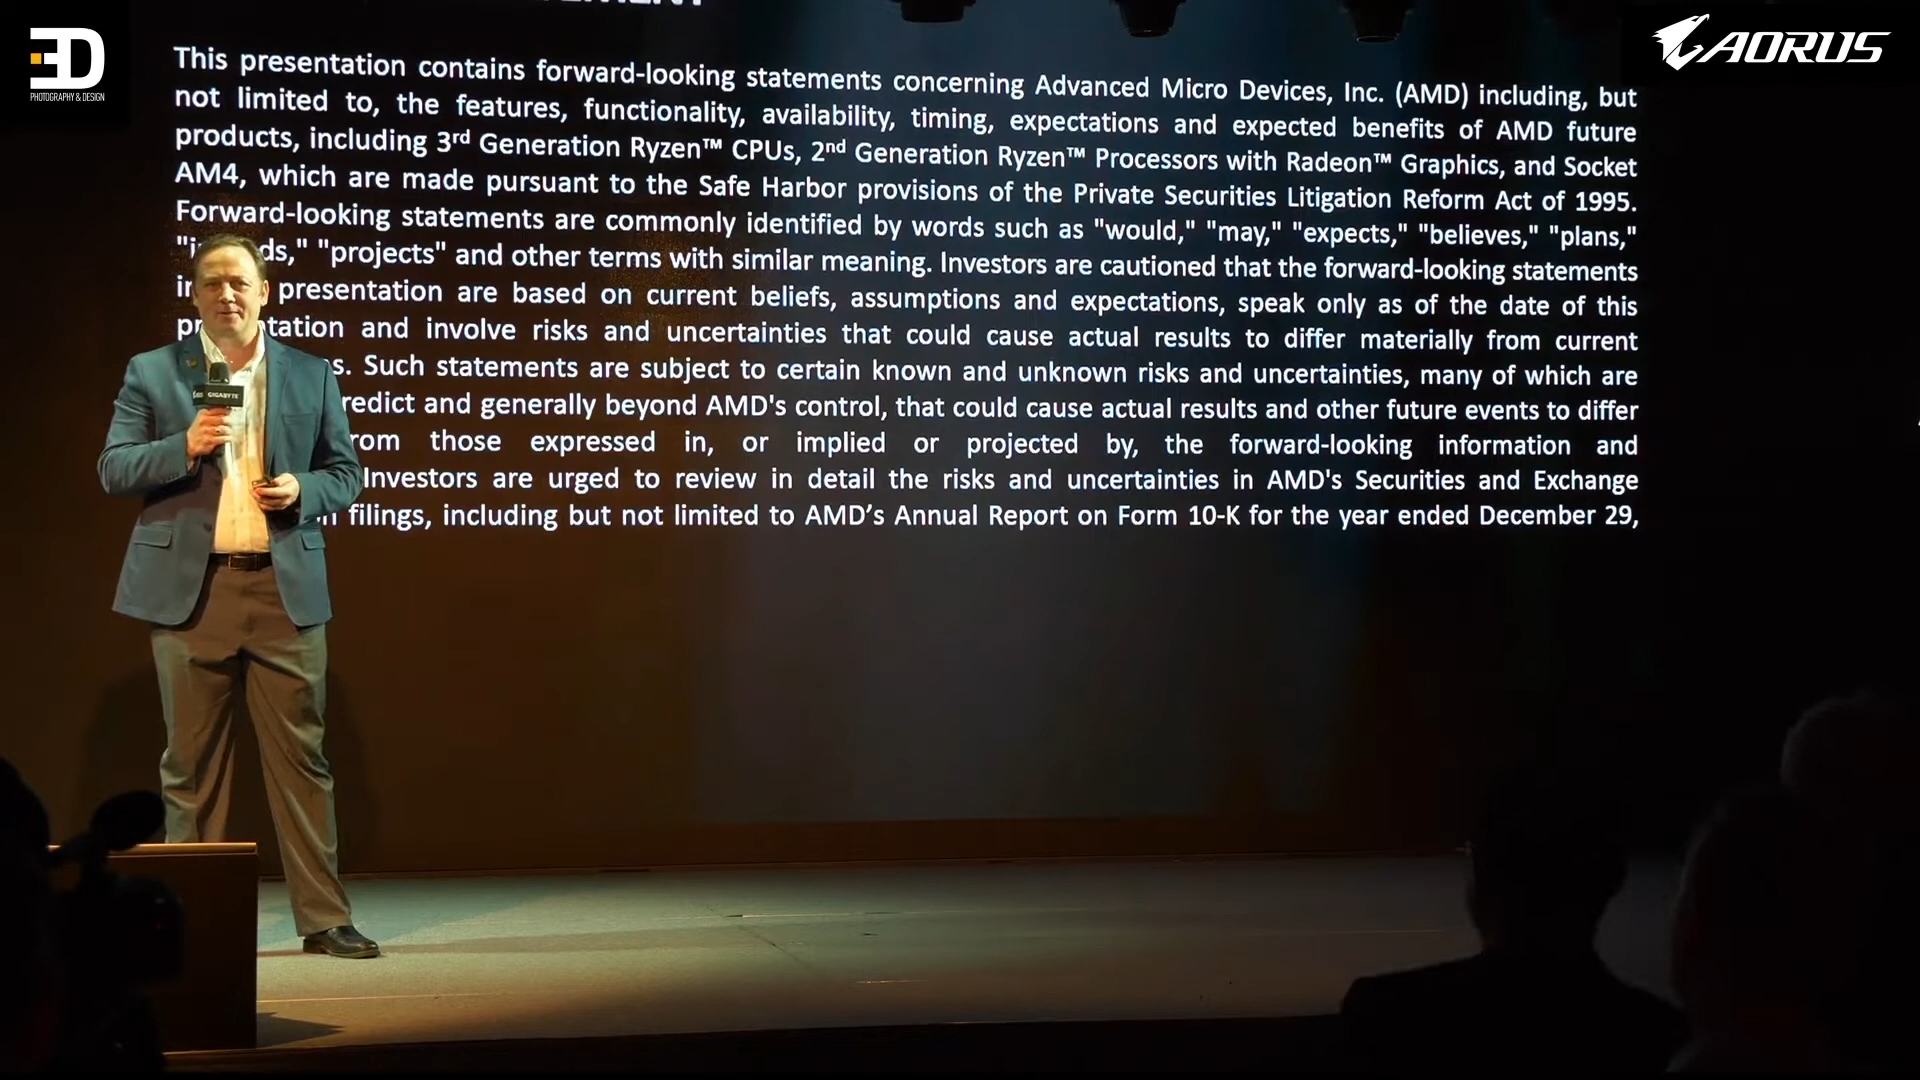 3D
PHOTOGRAPHY & DESIGN
AORUS
This presentation contains forward-looking statements concerning Advanced Micro Devices, Inc. (AMD) including, but
not limited to, the features, functionality, availability, timing, expectations and expected benefits of AMD future
products, including 3rd Generation Ryzen™ CPUs, 2nd Generation Ryzen™ Processors with Radeon™ Graphics, and Socket
AM4, which are made pursuant to the Safe Harbor provisions of the Private Securities Litigation Reform Act of 1995.
Forward-looking statements are commonly identified by words such as "would," "may," "expects," "believes," "plans,"
"projects" and other terms with similar meaning. Investors are cautioned that the forward-looking statements
presentation are based on current beliefs, assumptions and expectations, speak only as of the date of this
and involve risks and uncertainties that could cause actual results to differ materially from current
Such statements are subject to certain known and unknown risks and uncertainties, many of which are
and generally beyond AMD's control, that could cause actual results and other future events to differ
those expressed in, or implied or projected by, the forward-looking information and
Investors are urged to review in detail the risks and uncertainties in AMD's Securities and Exchange
filings, including but not limited to AMD's Annual Report on Form 10-K for the year ended December 29,
GIGABYTE